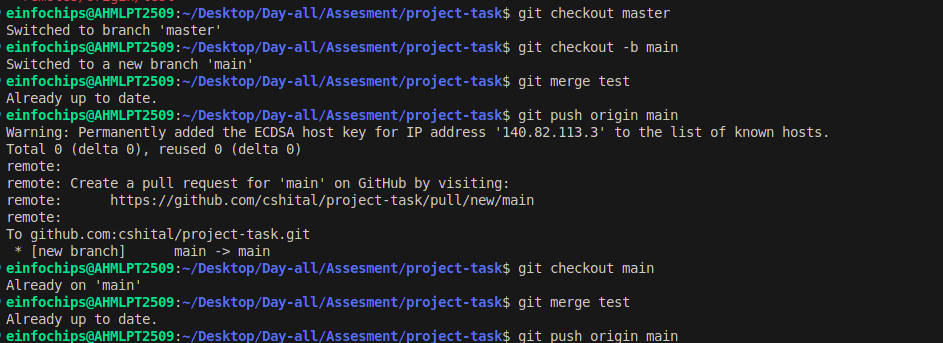 einfochips@AHMLPT2509:~/Desktop/Day-all/Assesment/project-task$ git checkout master
Switched to branch 'master'
einfochips@AHMLPT2509:~/Desktop/Day-all/Assesment/project-task$ git checkout -b main
Switched to a new branch 'main'
einfochips@AHMLPT2509:~/Desktop/Day-all/Assesment/project-task$ git merge test
Already up to date.
einfochips@AHMLPT2509:~/Desktop/Day-all/Assesment/project-task$ git push origin main
Warning: Permanently added the ECDSA host key for IP address '140.82.113.3' to the list of known hosts.
Total 0 (delta 0), reused 0 (delta 0)
remote:
remote: Create a pull request for 'main' on GitHub by visiting:
remote:      https://github.com/cshital/project-task/pull/new/main
remote:
To github.com:cshital/project-task.git
 * [new branch]      main -> main
einfochips@AHMLPT2509:~/Desktop/Day-all/Assesment/project-task$ git checkout main
Already on 'main'
einfochips@AHMLPT2509:~/Desktop/Day-all/Assesment/project-task$ git merge test
Already up to date.
einfochips@AHMLPT2509:~/Desktop/Day-all/Assesment/project-task$ git push origin main